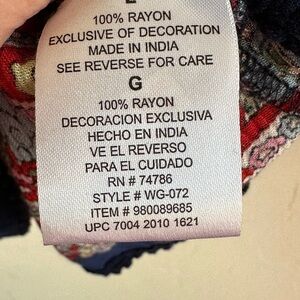 100% RAYON
EXCLUSIVE OF DECORATION
MADE IN INDIA
SEE REVERSE FOR CARE
G
100% RAYON
DECORACION EXCLUSIVA
HECHO EN INDIA
VE EL REVERSO
PARA EL CUIDADO
RN # 74786
STYLE # WG-072
ITEM # 980089685
UPC 7004 2010 1621